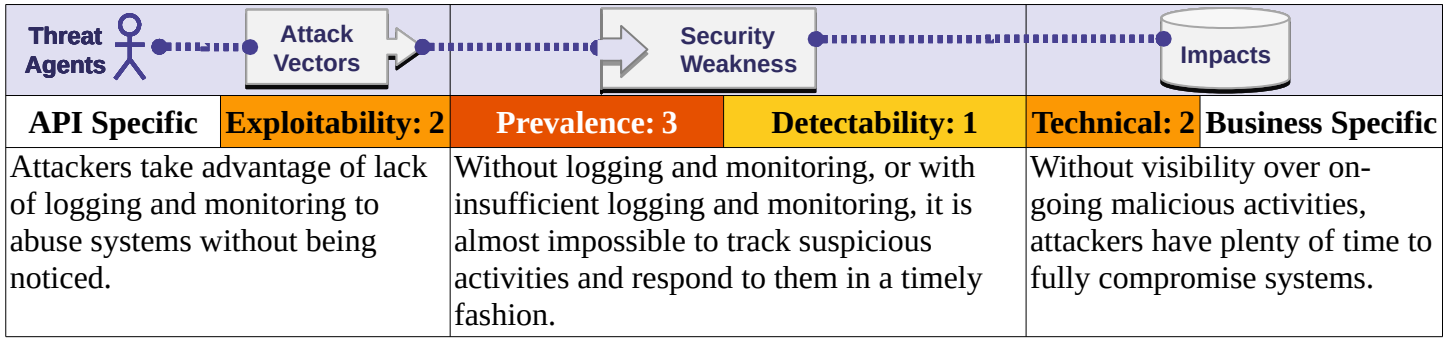 Threat
Agents
Attack
Vectors
Security
Weakness
Impacts
API Specific
Exploitability: 2
Prevalence: 3
Detectability: 1
Technical: 2
Business Specific
Attackers take advantage of lack
of logging and monitoring to
abuse systems without being
noticed.
Without logging and monitoring, or with
insufficient logging and monitoring, it is
almost impossible to track suspicious
activities and respond to them in a timely
fashion.
Without visibility over on-
going malicious activities,
attackers have plenty of time to
fully compromise systems.